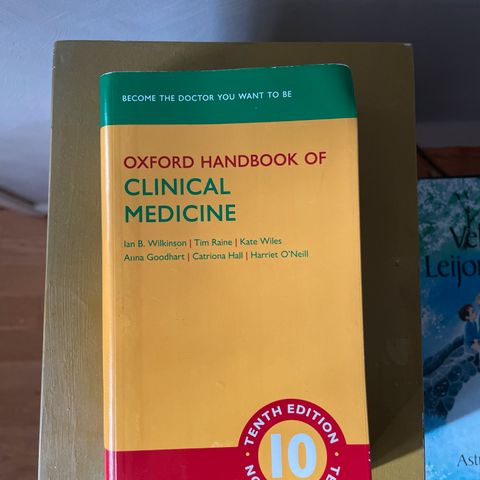 BECOME THE DOCTOR YOU WANT TO BE
OXFORD HANDBOOK OF
CLINICAL
MEDICINE
Ian B. Wilkinson | Tim Raine | Kate Wiles
Anna Goodhart | Catriona Hall | Harriet O'Neill
TENTH EDITION
10
Leijon
Ast